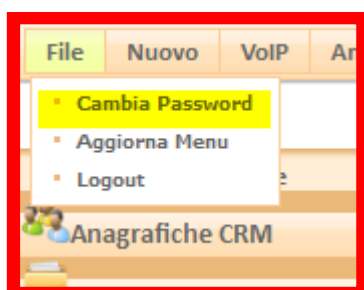 File Nuovo VoIP
Cambia Password
Aggiorna Menu
Logout
Anagrafiche CRM